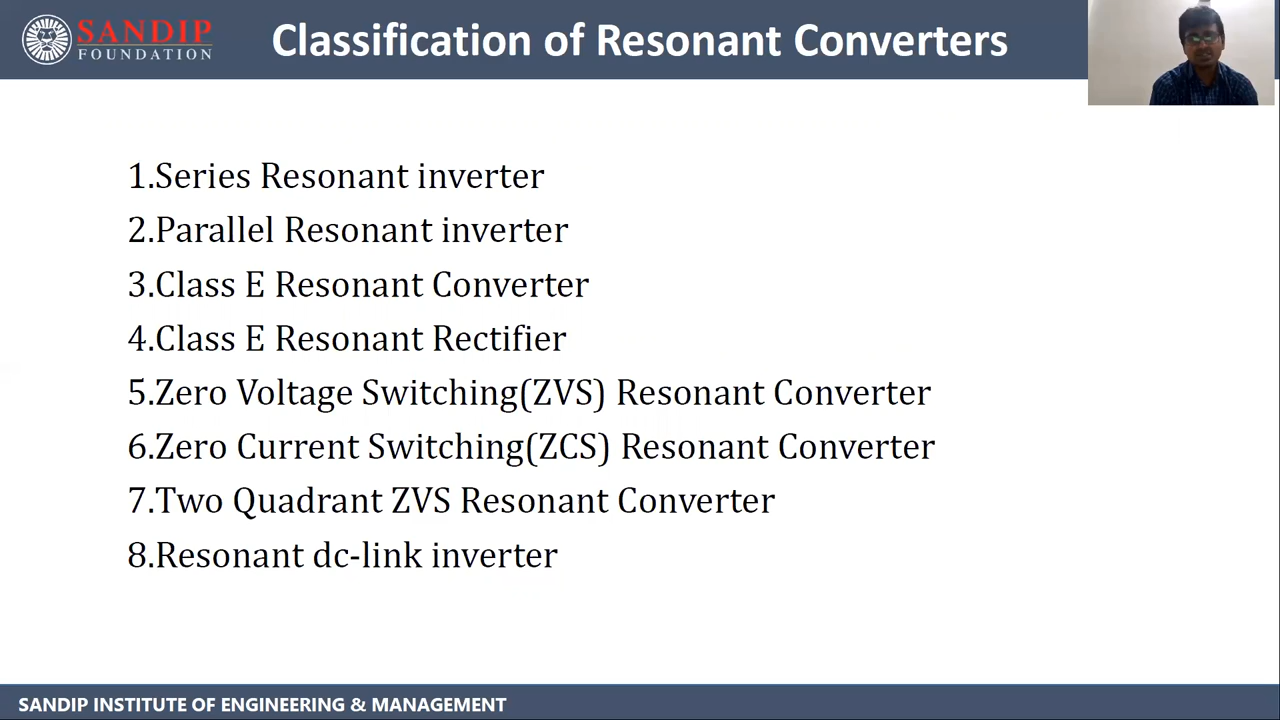 SANDIP
FOUNDATION
Classification of Resonant Converters
1.Series Resonant inverter
2.Parallel Resonant inverter
3.Class E Resonant Converter
4.Class E Resonant Rectifier
5.Zero Voltage Switching(ZVS) Resonant Converter
6.Zero Current Switching(ZCS) Resonant Converter
7.Two Quadrant ZVS Resonant Converter
8.Resonant dc-link inverter
SANDIP INSTITUTE OF ENGINEERING & MANAGEMENT